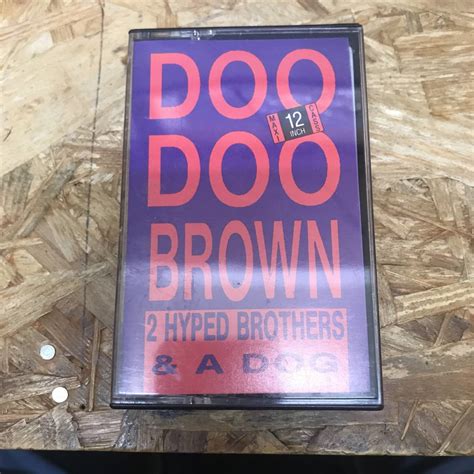 DOO
MAXI 12 INCH CASS
DOO
BROWN
2 HYPED BROTHERS
& A DOG